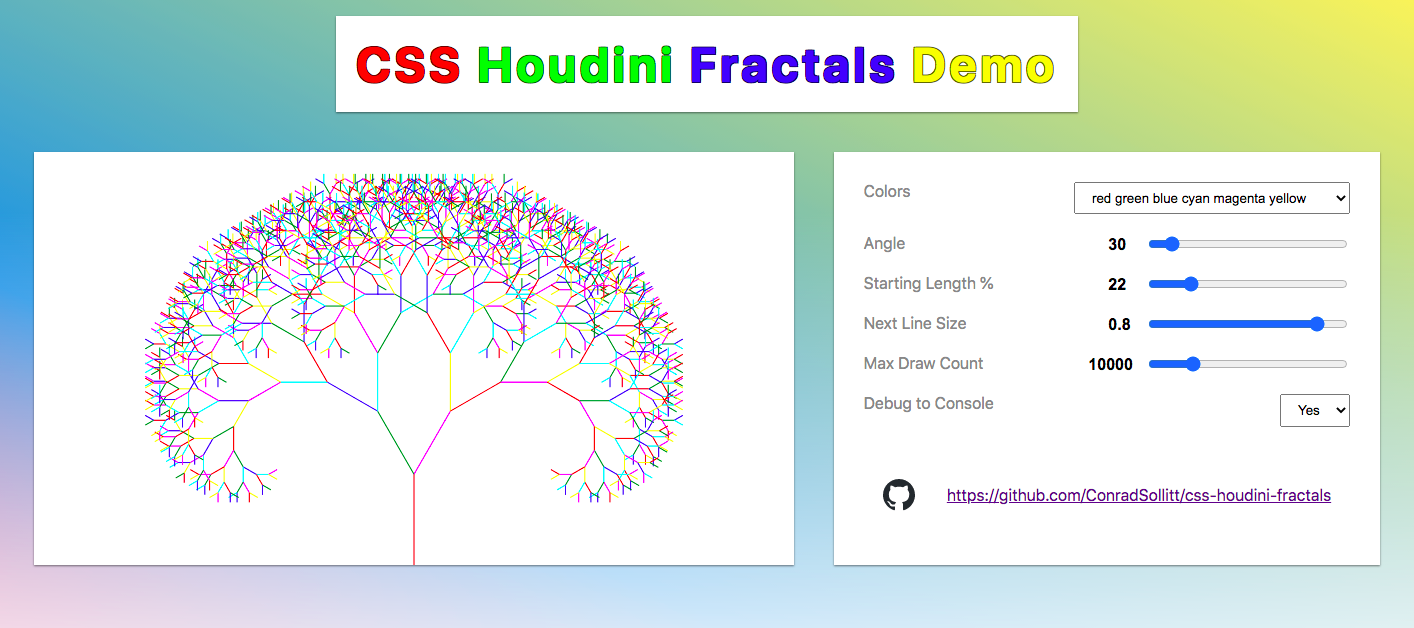 CSS Houdini Fractals Demo
Colors red green blue cyan magenta yellow
Angle 30
Starting Length % 22
Next Line Size 0.8
Max Draw Count 10000
Debug to Console Yes
https://github.com/ConradSollitt/css-houdini-fractals